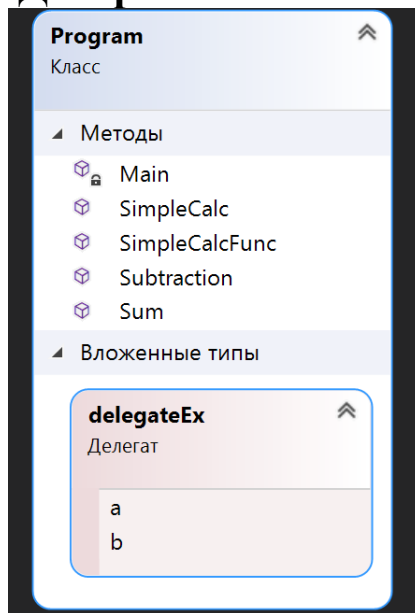 Program
Класс
Методы
Main
SimpleCalc
SimpleCalcFunc
Subtraction
Sum
Вложенные типы
delegateEx
Делегат
a
b